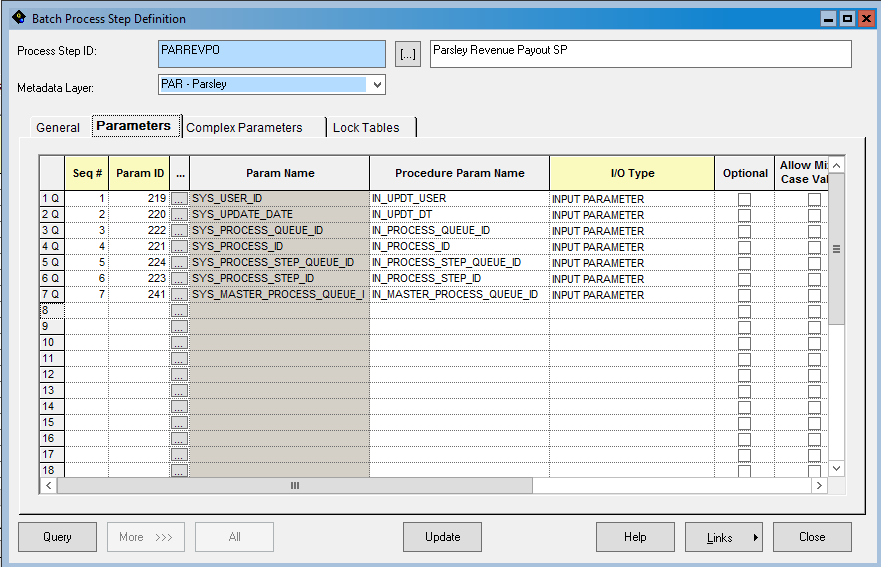 Batch Process Step Definition
Process Step ID: PARREVPO [...] Parsley Revenue Payout SP
Metadata Layer: PAR - Parsley
General Parameters Complex Parameters Lock Tables
Seq # Param ID ... Param Name Procedure Param Name I/O Type Optional Allow Mi
Case Val
1 Q 1 219 ... SYS_USER_ID IN_UPDT_USER INPUT PARAMETER
2 Q 2 220 ... SYS_UPDATE_DATE IN_UPDT_DT INPUT PARAMETER
3 Q 3 222 ... SYS_PROCESS_QUEUE_ID IN_PROCESS_QUEUE_ID INPUT PARAMETER
4 Q 4 221 ... SYS_PROCESS_ID IN_PROCESS_ID INPUT PARAMETER
5 Q 5 224 ... SYS_PROCESS_STEP_QUEUE_ID IN_PROCESS_STEP_QUEUE_ID INPUT PARAMETER
6 Q 6 223 ... SYS_PROCESS_STEP_ID IN_PROCESS_STEP_ID INPUT PARAMETER
7 Q 7 241 ... SYS_MASTER_PROCESS_QUEUE_I IN_MASTER_PROCESS_QUEUE_ID INPUT PARAMETER
8 ...
9 ...
10 ...
11 ...
12 ...
13 ...
14 ...
15 ...
16 ...
17 ...
18 ...
Query More >>> All Update Help Links Close